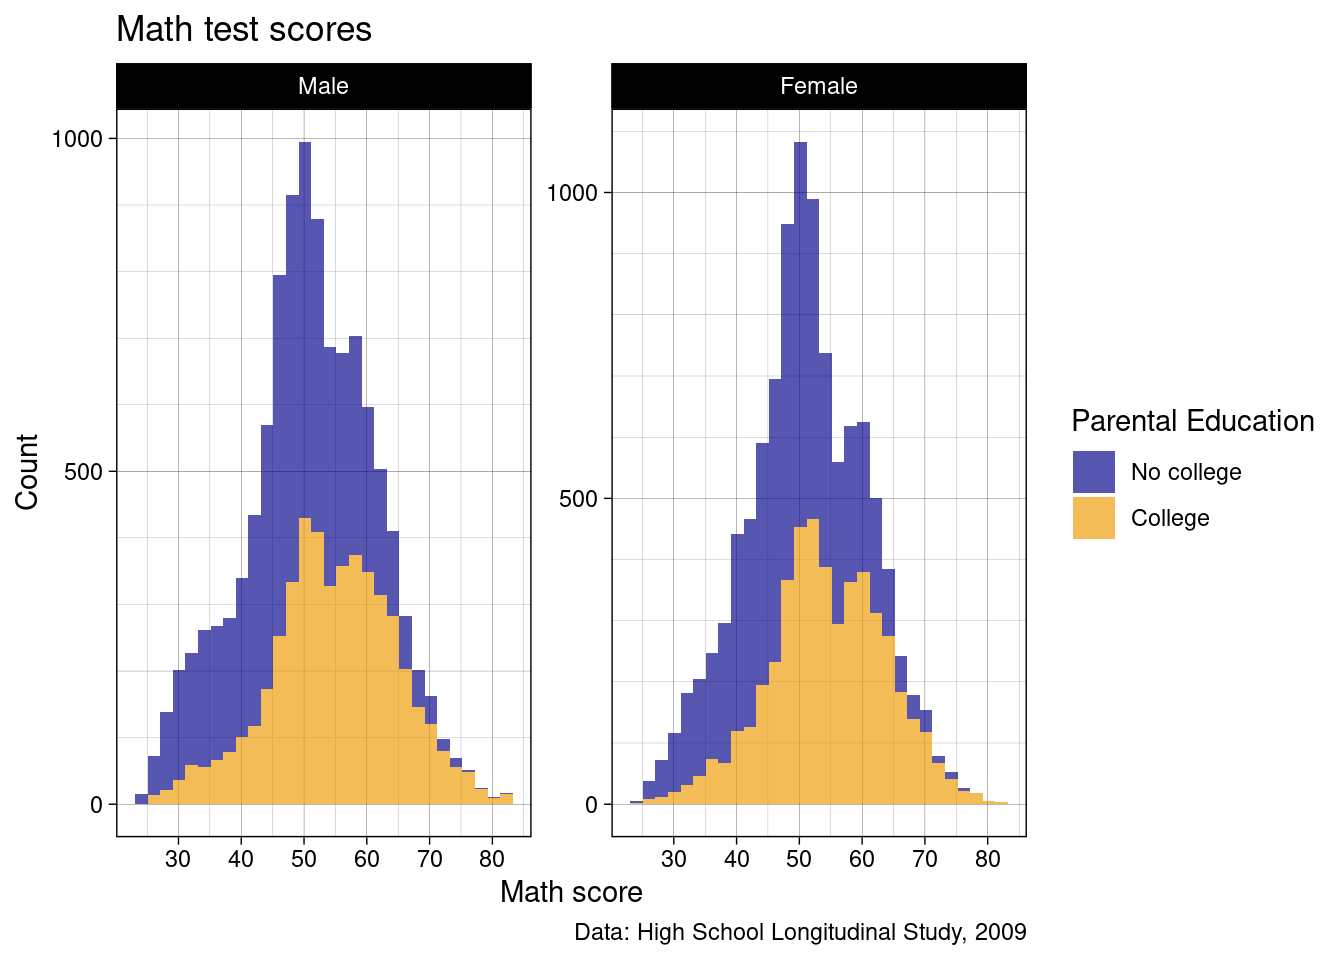 Math test scores
Male
Female
1000
500
0
1000
500
0
Count
30 40 50 60 70 80
30 40 50 60 70 80
Math score
Parental Education
No college
College
Data: High School Longitudinal Study, 2009